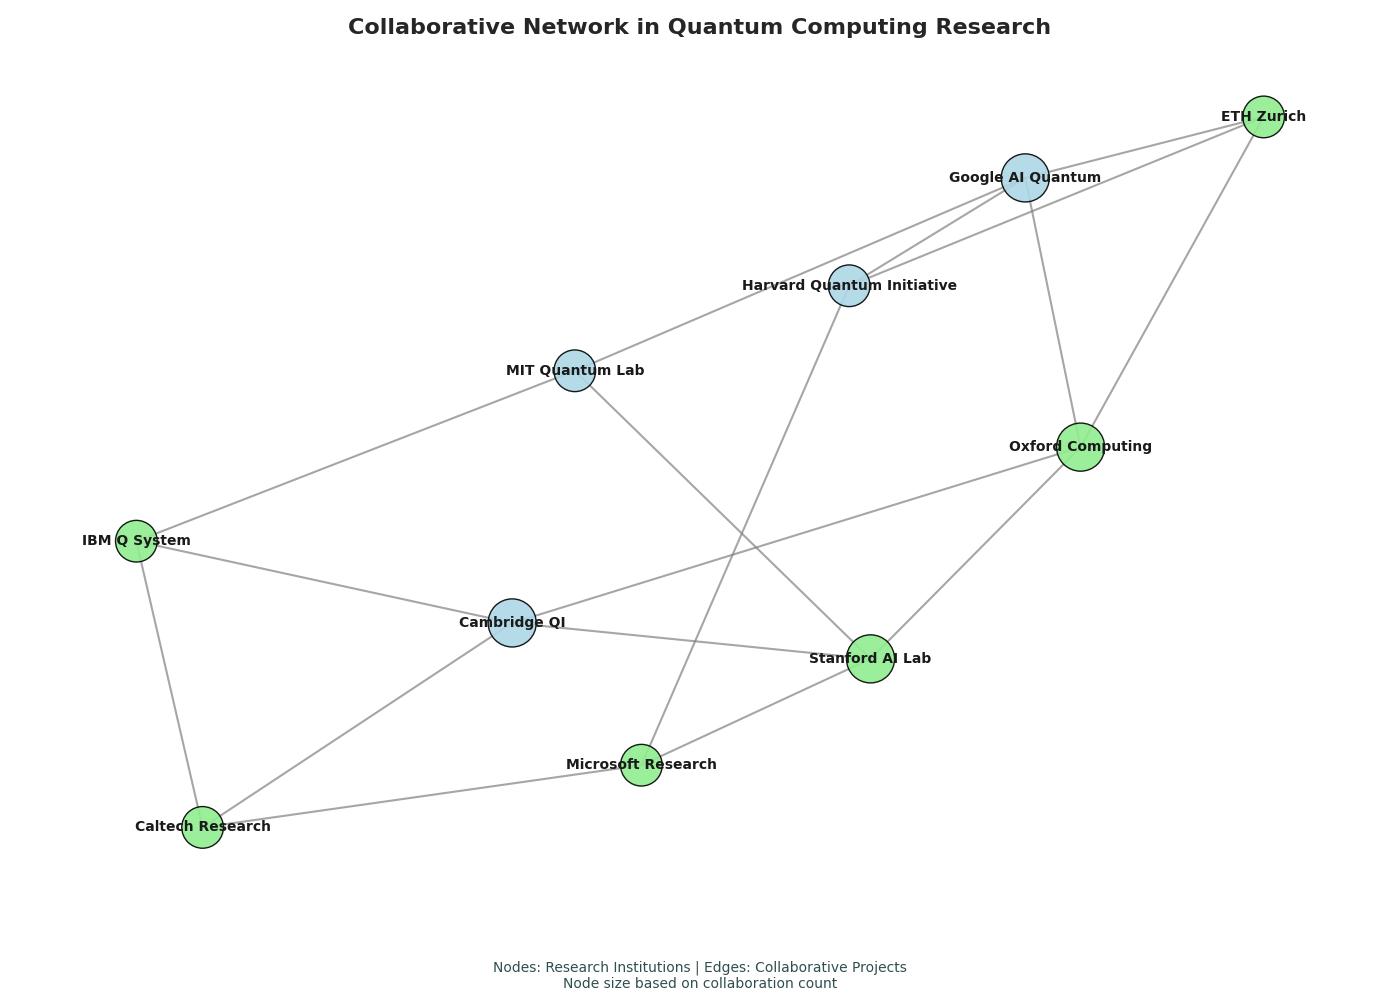 Collaborative Network in Quantum Computing Research
ETH Zurich
Google AI Quantum
Harvard Quantum Initiative
MIT Quantum Lab
Oxford Computing
IBM Q System
Cambridge QI
Stanford AI Lab
Microsoft Research
Caltech Research
Nodes: Research Institutions | Edges: Collaborative Projects
Node size based on collaboration count